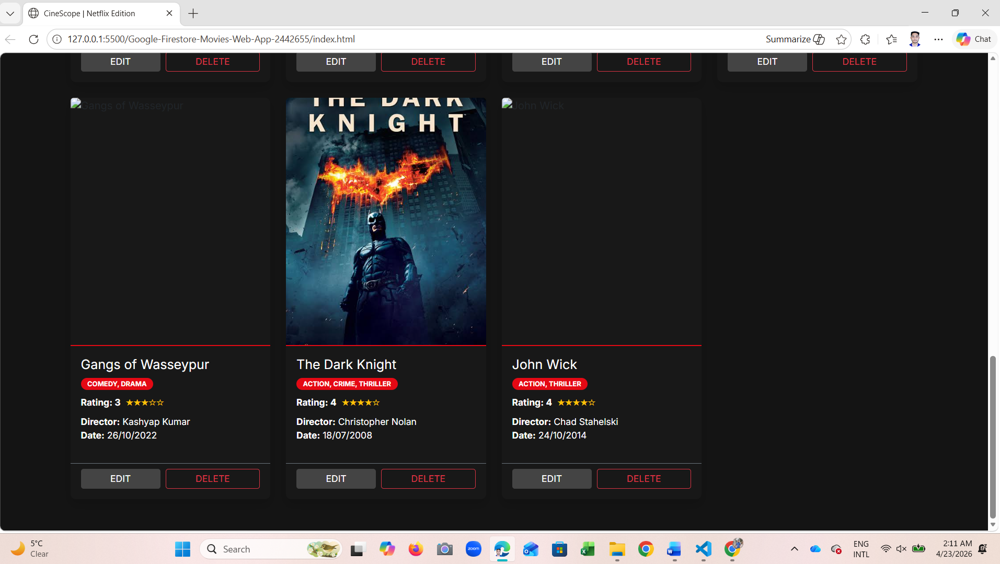 CineScope | Netflix Edition
127.0.0.1:5500/Google-Firestore-Movies-Web-App-2442655/index.html
Summarize
Chat
EDIT DELETE EDIT DELETE EDIT DELETE EDIT DELETE
Gangs of Wasseypur
THE DARK
KNIGHT
John Wick
Gangs of Wasseypur
COMEDY, DRAMA
Rating: 3 ★★★☆☆
Director: Kashyap Kumar
Date: 26/10/2022
EDIT DELETE
The Dark Knight
ACTION, CRIME, THRILLER
Rating: 4 ★★★★☆
Director: Christopher Nolan
Date: 18/07/2008
EDIT DELETE
John Wick
ACTION, THRILLER
Rating: 4 ★★★★☆
Director: Chad Stahelski
Date: 24/10/2014
EDIT DELETE
5°C
Clear
Search
zoom
ENG
INTL
2:11 AM
4/23/2026